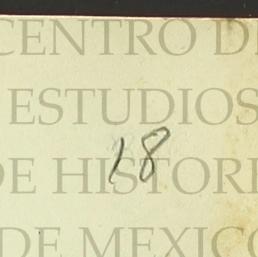 CENTRO DE
ESTUDIOS
18
DE HISTORI
DE MEXICO